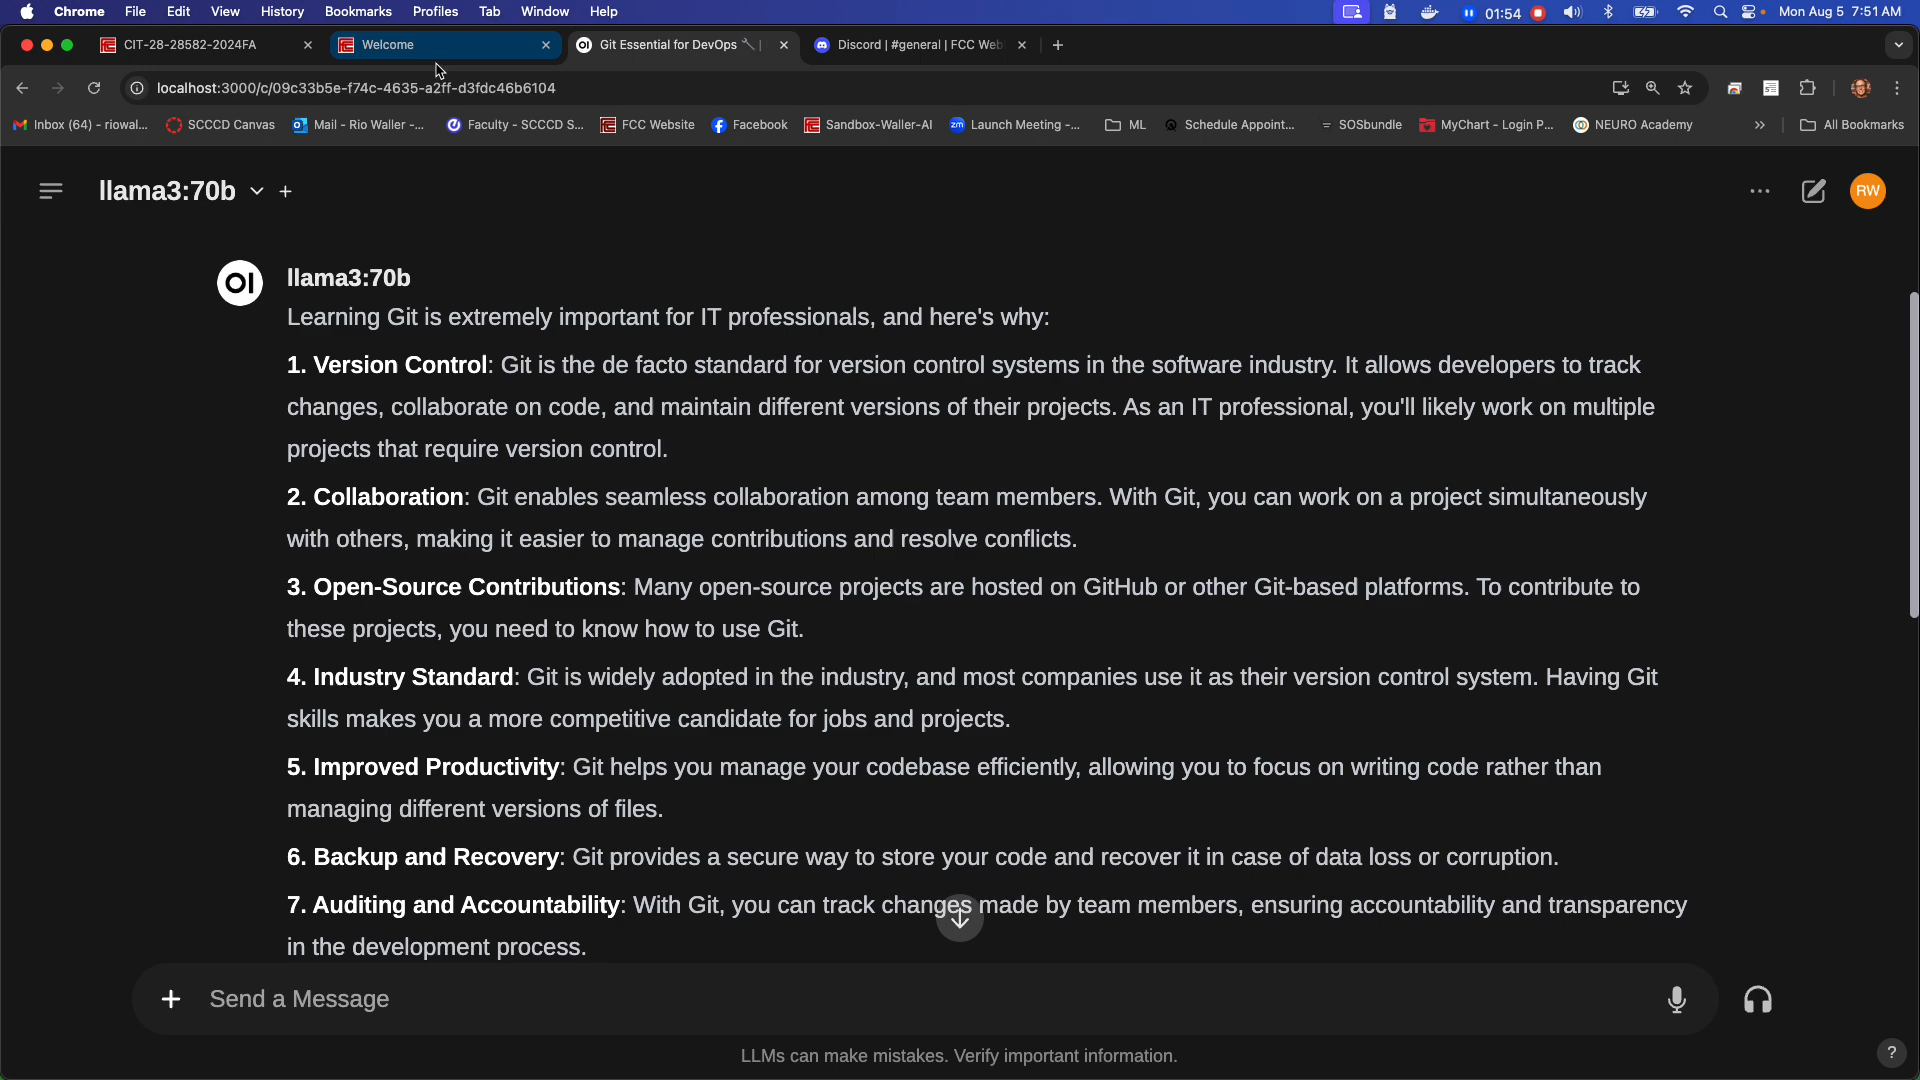 Chrome File Edit View History Bookmarks Profiles Tab Window Help 01:54 Mon Aug 5 7:51 AM
CIT-28-28582-2024FA Welcome Git Essential for DevOps Discord | #general | FCC Web
localhost:3000/c/09c33b5e-f74c-4635-a2ff-d3fdc46b6104
Inbox (64) - riowal... SCCCD Canvas Mail - Rio Waller -... Faculty - SCCCD S... FCC Website Facebook Sandbox-Waller-AI Launch Meeting -... ML Schedule Appoint... SOSbundle MyChart - Login P... NEURO Academy » All Bookmarks
llama3:70b RW
OI llama3:70b
Learning Git is extremely important for IT professionals, and here's why:
1. Version Control: Git is the de facto standard for version control systems in the software industry. It allows developers to track
changes, collaborate on code, and maintain different versions of their projects. As an IT professional, you'll likely work on multiple
projects that require version control.
2. Collaboration: Git enables seamless collaboration among team members. With Git, you can work on a project simultaneously
with others, making it easier to manage contributions and resolve conflicts.
3. Open-Source Contributions: Many open-source projects are hosted on GitHub or other Git-based platforms. To contribute to
these projects, you need to know how to use Git.
4. Industry Standard: Git is widely adopted in the industry, and most companies use it as their version control system. Having Git
skills makes you a more competitive candidate for jobs and projects.
5. Improved Productivity: Git helps you manage your codebase efficiently, allowing you to focus on writing code rather than
managing different versions of files.
6. Backup and Recovery: Git provides a secure way to store your code and recover it in case of data loss or corruption.
7. Auditing and Accountability: With Git, you can track changes made by team members, ensuring accountability and transparency
in the development process.
Send a Message
LLMs can make mistakes. Verify important information.
?